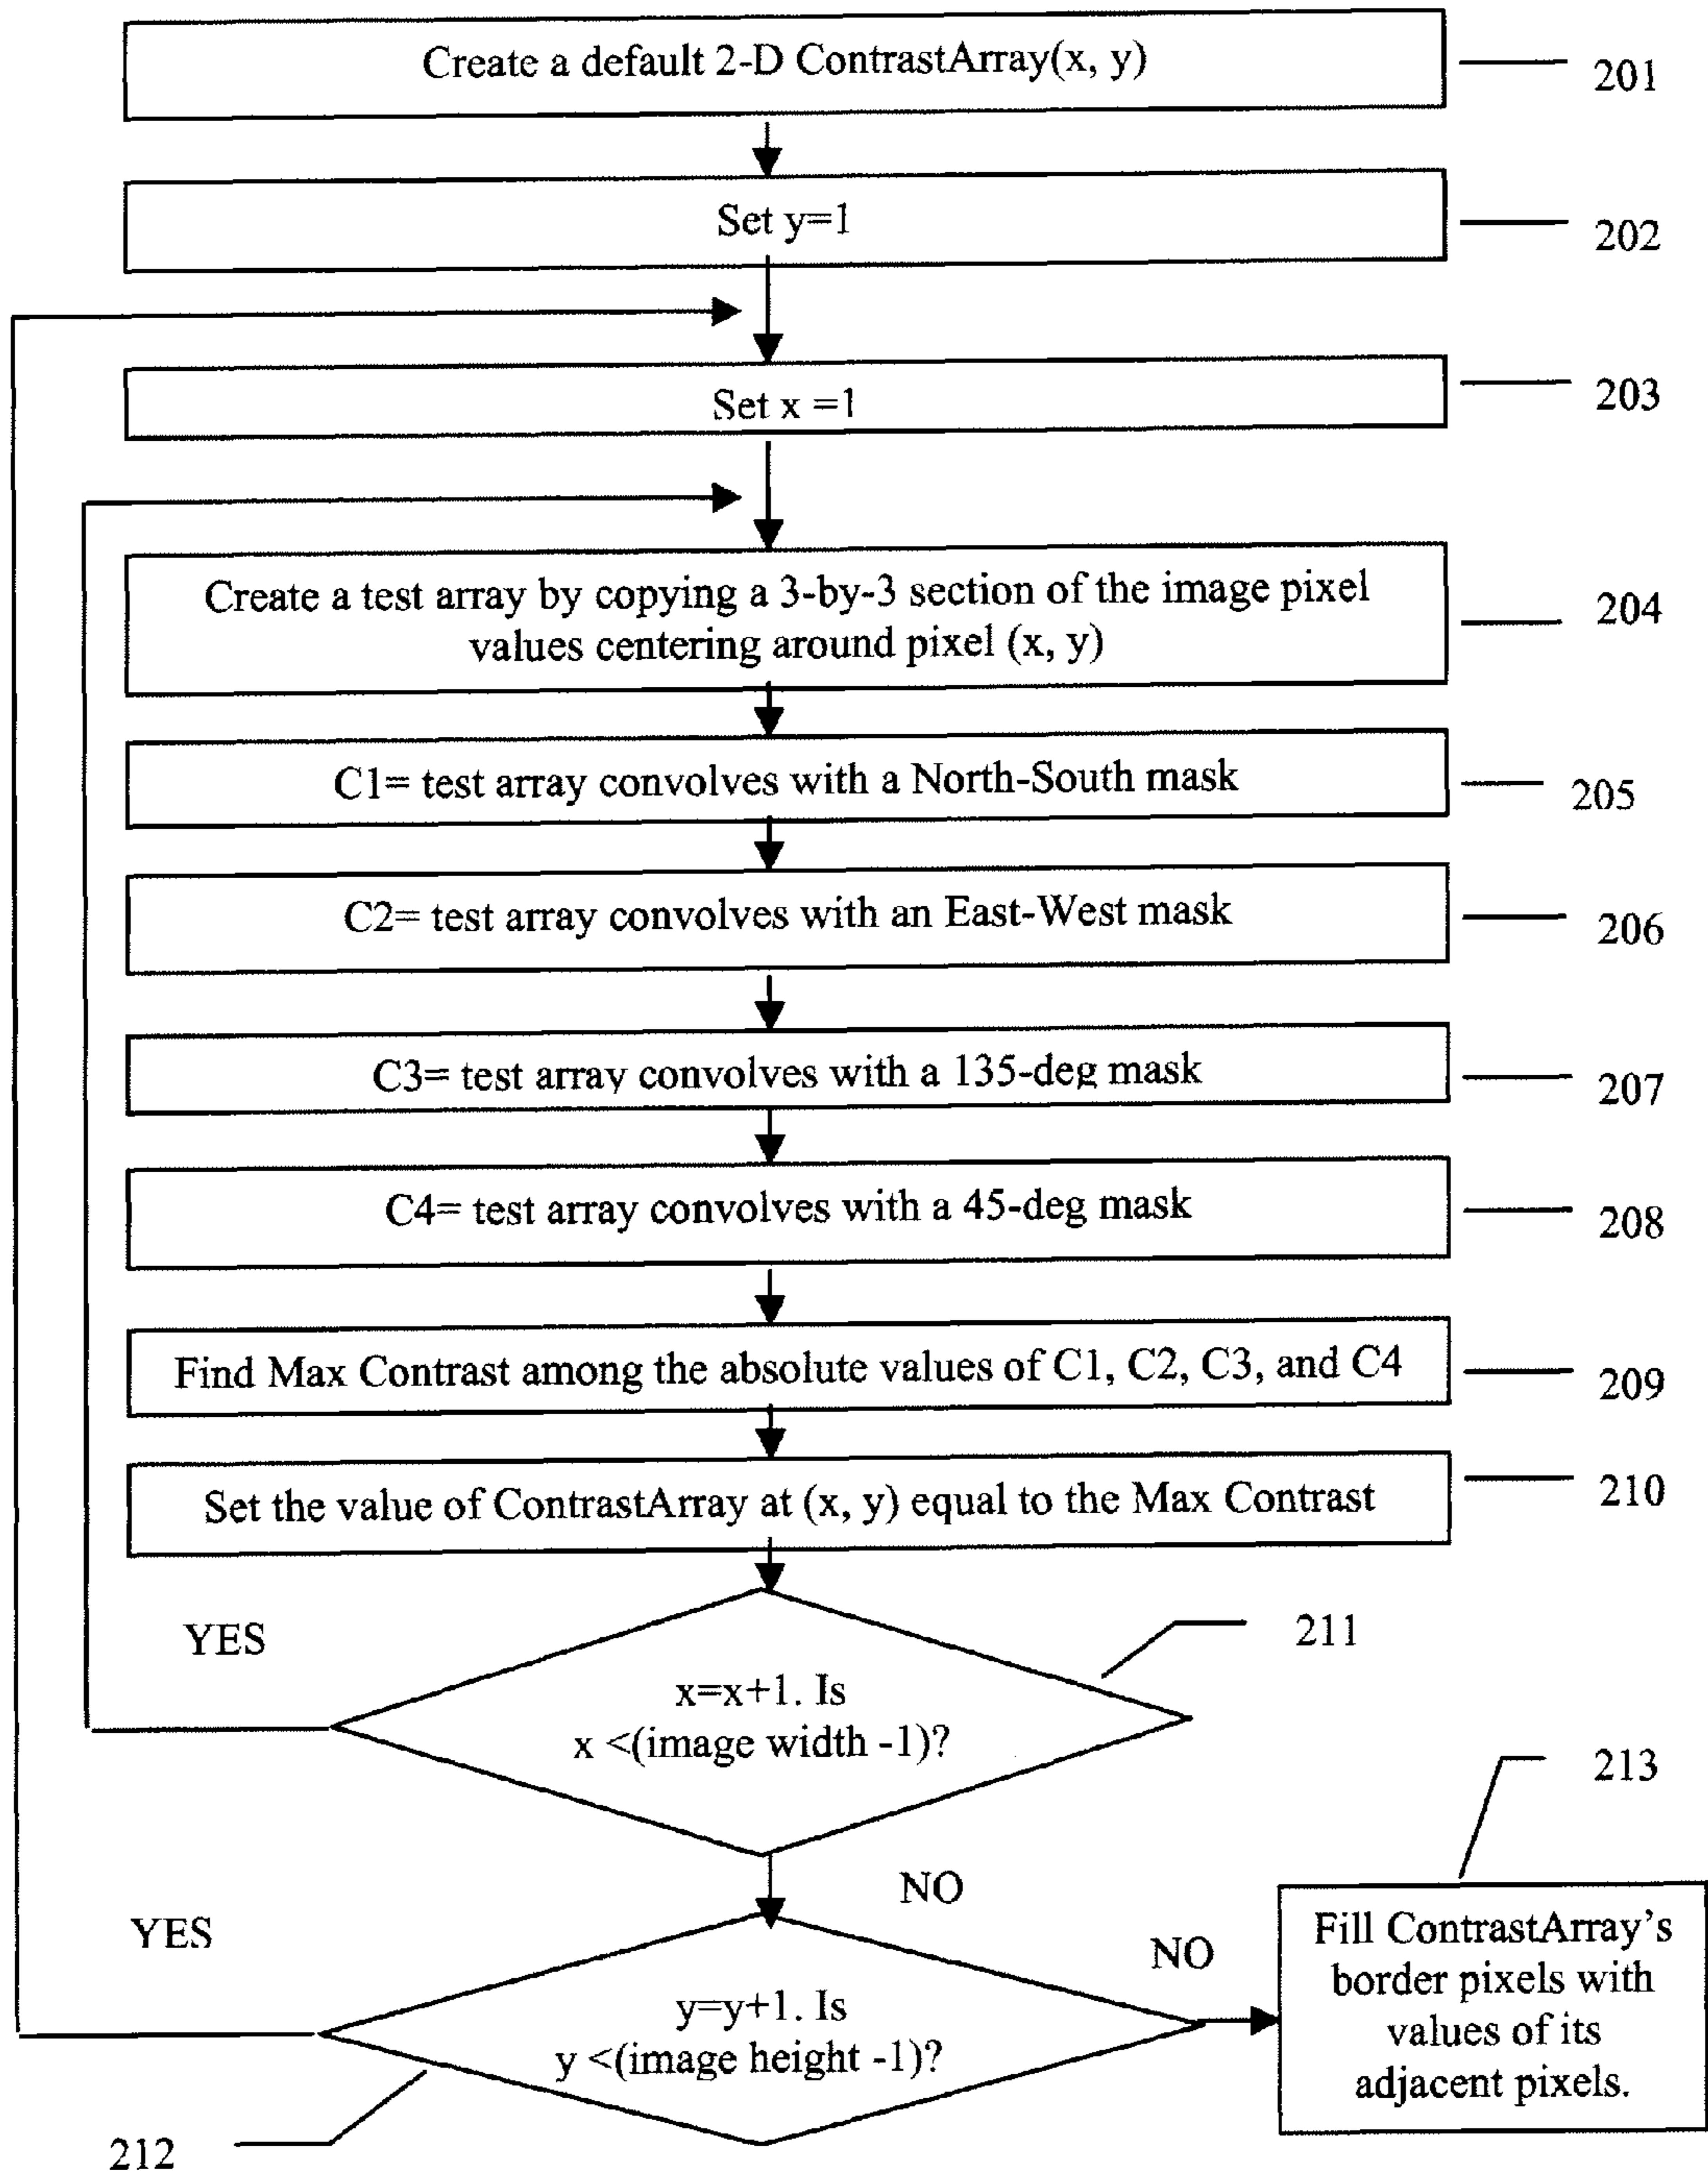 Create a default 2-D ContrastArray(x, y)
201
Set y=1
202
Set x =1
203
Create a test array by copying a 3-by-3 section of the image pixel
values centering around pixel (x, y)
204
C1= test array convolves with a North-South mask
205
C2= test array convolves with an East-West mask
206
C3= test array convolves with a 135-deg mask
207
C4= test array convolves with a 45-deg mask
208
Find Max Contrast among the absolute values of C1, C2, C3, and C4
209
Set the value of ContrastArray at (x, y) equal to the Max Contrast
210
YES
211
x=x+1. Is
x <(image width -1)?
NO
213
YES
NO
y=y+1. Is
y <(image height -1)?
212
Fill ContrastArray's
border pixels with
values of its
adjacent pixels.